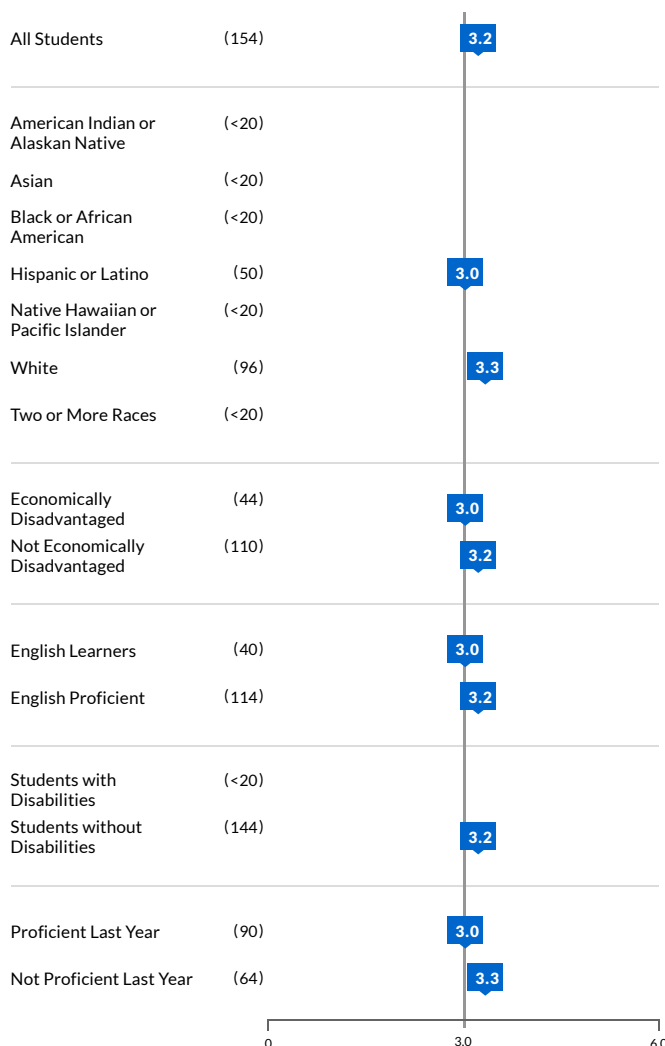 All Students (154) 3.2
American Indian or (<20)
Alaskan Native
Asian (<20)
Black or African (<20)
American
Hispanic or Latino (50) 3.0
Native Hawaiian or (<20)
Pacific Islander
White (96) 3.3
Two or More Races (<20)
Economically (44) 3.0
Disadvantaged
Not Economically (110) 3.2
Disadvantaged
English Learners (40) 3.0
English Proficient (114) 3.2
Students with (<20)
Disabilities
Students without (144) 3.2
Disabilities
Proficient Last Year (90) 3.0
Not Proficient Last Year (64) 3.3
0 3.0 6.0